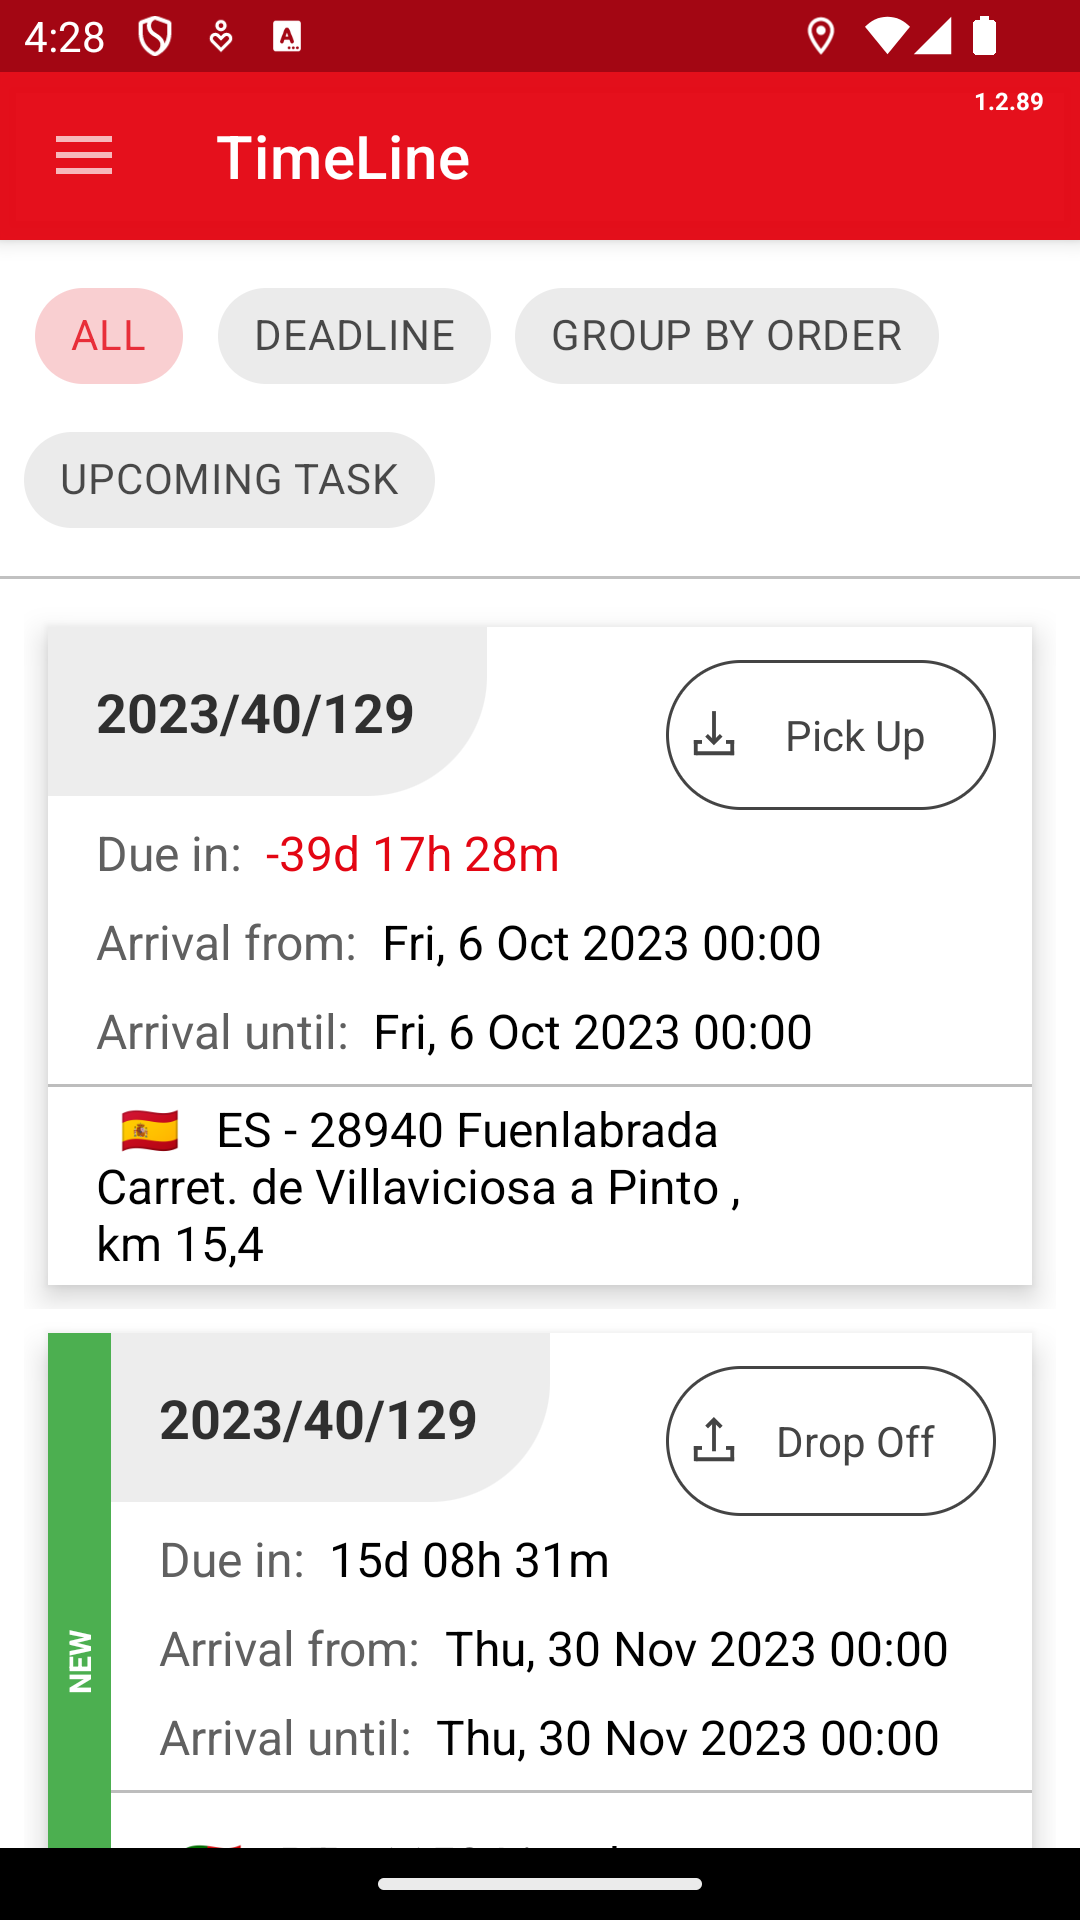 4:28
A
1.2.89
TimeLine
ALL
DEADLINE
GROUP BY ORDER
UPCOMING TASK
2023/40/129
Pick Up
Due in: -39d 17h 28m
Arrival from: Fri, 6 Oct 2023 00:00
Arrival until: Fri, 6 Oct 2023 00:00
ES - 28940 Fuenlabrada
Carret. de Villaviciosa a Pinto ,
km 15,4
2023/40/129
Drop Off
Due in: 15d 08h 31m
NEW
Arrival from: Thu, 30 Nov 2023 00:00
Arrival until: Thu, 30 Nov 2023 00:00